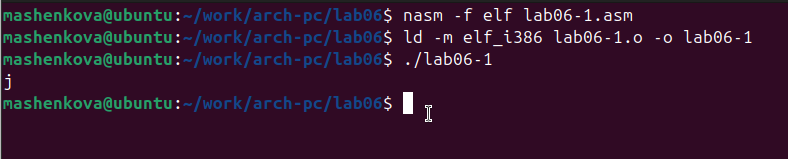 mashenkova@ubuntu:~/work/arch-pc/lab06$ nasm -f elf lab06-1.asm
mashenkova@ubuntu:~/work/arch-pc/lab06$ ld -m elf_i386 lab06-1.o -o lab06-1
mashenkova@ubuntu:~/work/arch-pc/lab06$ ./lab06-1
j
mashenkova@ubuntu:~/work/arch-pc/lab06$